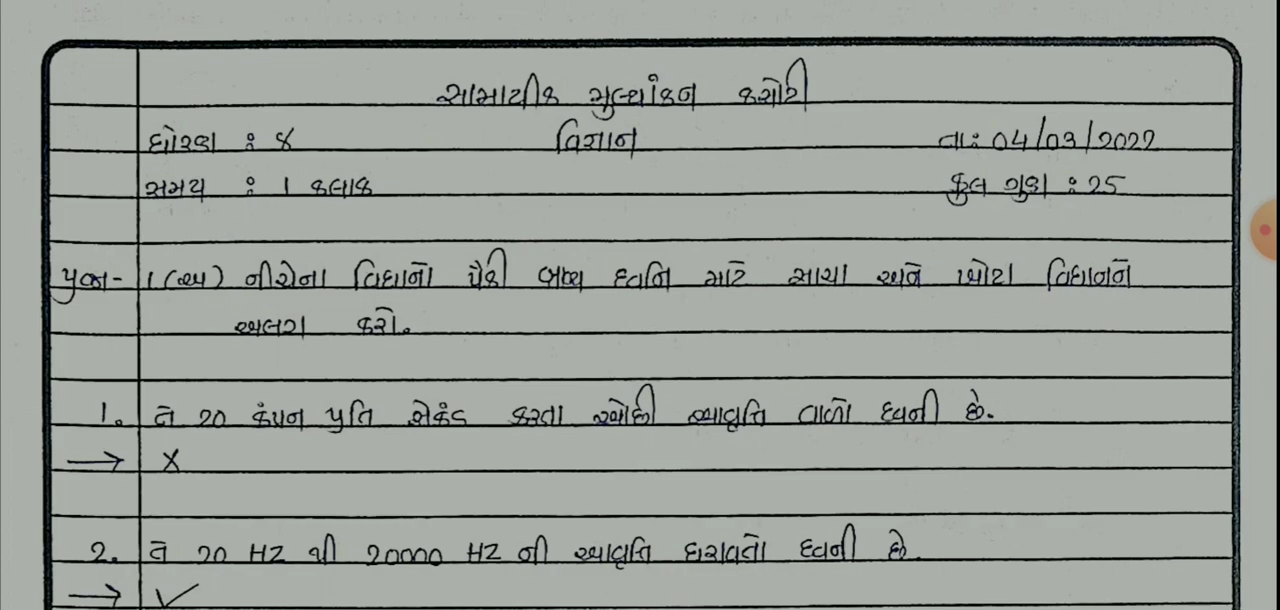 સામાચીક મુલ્યાંકન કસોટી
ધોરણ : ૪ વિજ્ઞાન તા: 04/03/2022
સમય : 1 કલાક કુલ ગુણ : 25
પ્રશ્ન- 1 (અ) નીચેના વિધાનો પૈકી શ્રાવ્ય ધ્વનિ માટે સાચા અને ખોટા વિધાનને
અલગ કરો.
1. તે 20 કંપન પ્રતિ સેકંડ કરતા ઓછી આવૃત્તિ વાળો ધ્વની છે.
→ X
2. તે 20 HZ થી 20000 HZ ની આવૃત્તિ ધરાવતો ધ્વની છે.
→ ✓